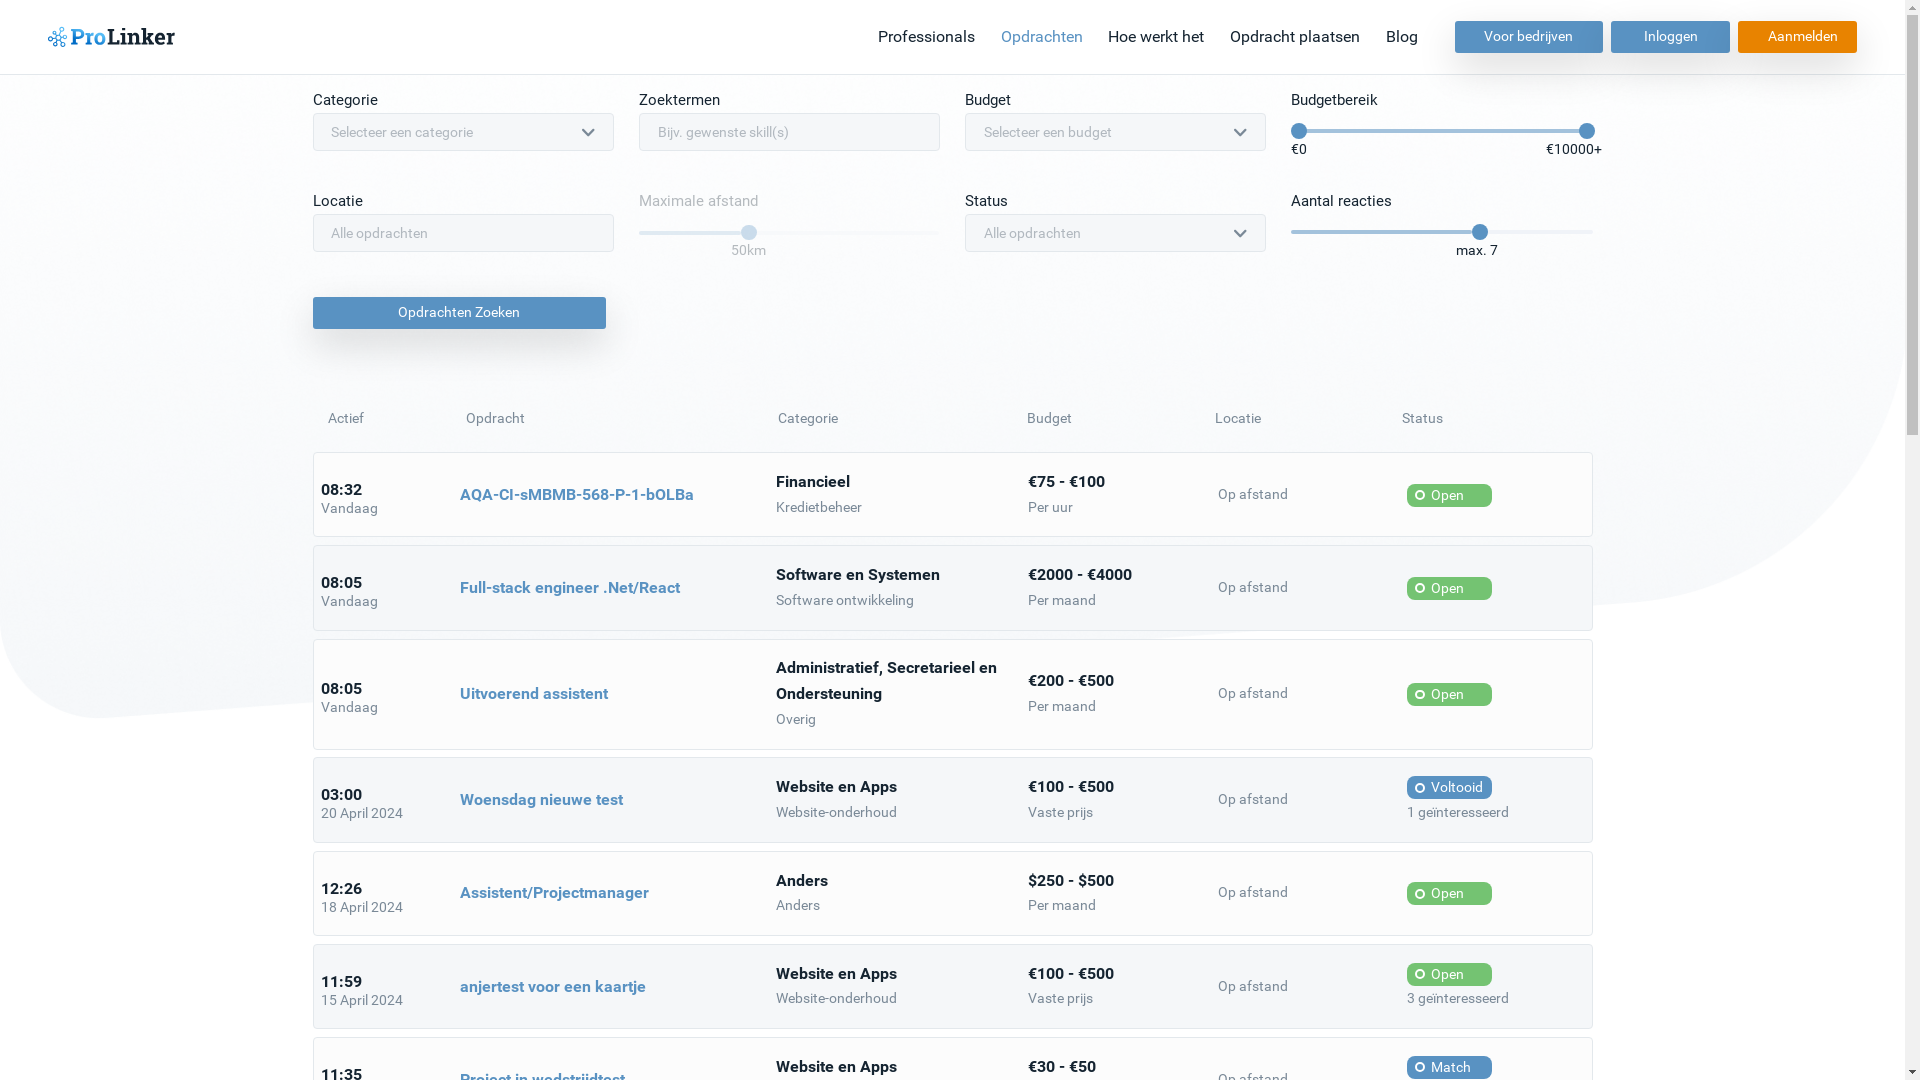 ProLinker
Professionals
Opdrachten
Hoe werkt het
Opdracht plaatsen
Blog
Voor bedrijven
Inloggen
Aanmelden
Categorie
Zoektermen
Budget
Budgetbereik
Selecteer een categorie
Bijv. gewenste skill(s)
Selecteer een budget
€0
€10000+
Locatie
Maximale afstand
Status
Aantal reacties
Alle opdrachten
50km
Alle opdrachten
max. 7
Opdrachten Zoeken
Actief
Opdracht
Categorie
Budget
Locatie
Status
08:32
Vandaag
AQA-CI-sMBMB-568-P-1-bOLBa
Financieel
Kredietbeheer
€75 - €100
Per uur
Op afstand
Open
08:05
Vandaag
Full-stack engineer .Net/React
Software en Systemen
Software ontwikkeling
€2000 - €4000
Per maand
Op afstand
Open
08:05
Vandaag
Uitvoerend assistent
Administratief, Secretarieel en
Ondersteuning
Overig
€200 - €500
Per maand
Op afstand
Open
03:00
20 April 2024
Woensdag nieuwe test
Website en Apps
Website-onderhoud
€100 - €500
Vaste prijs
Op afstand
Voltooid
1 geïnteresseerd
12:26
18 April 2024
Assistent/Projectmanager
Anders
Anders
$250 - $500
Per maand
Op afstand
Open
11:59
15 April 2024
anjertest voor een kaartje
Website en Apps
Website-onderhoud
€100 - €500
Vaste prijs
Op afstand
Open
3 geïnteresseerd
11:35
Project in wedstrijdtest
Website en Apps
€30 - €50
Op afstand
Match